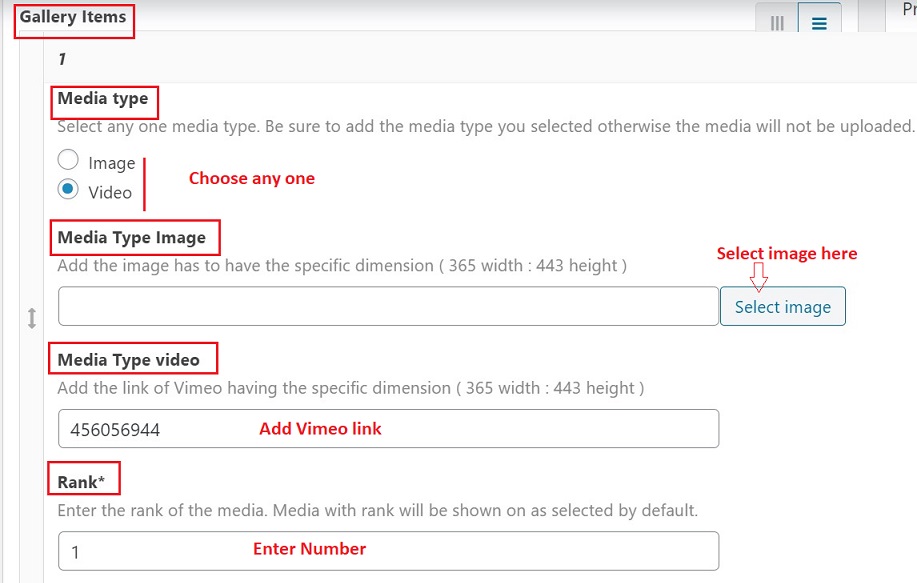 Gallery Items
1
Media type
Select any one media type. Be sure to add the media type you selected otherwise the media will not be uploaded.
Image
Video
Choose any one
Media Type Image
Add the image has to have the specific dimension ( 365 width : 443 height )
Select image here
Select image
Media Type video
Add the link of Vimeo having the specific dimension ( 365 width : 443 height )
456056944
Add Vimeo link
Rank*
Enter the rank of the media. Media with rank will be shown on as selected by default.
1
Enter Number